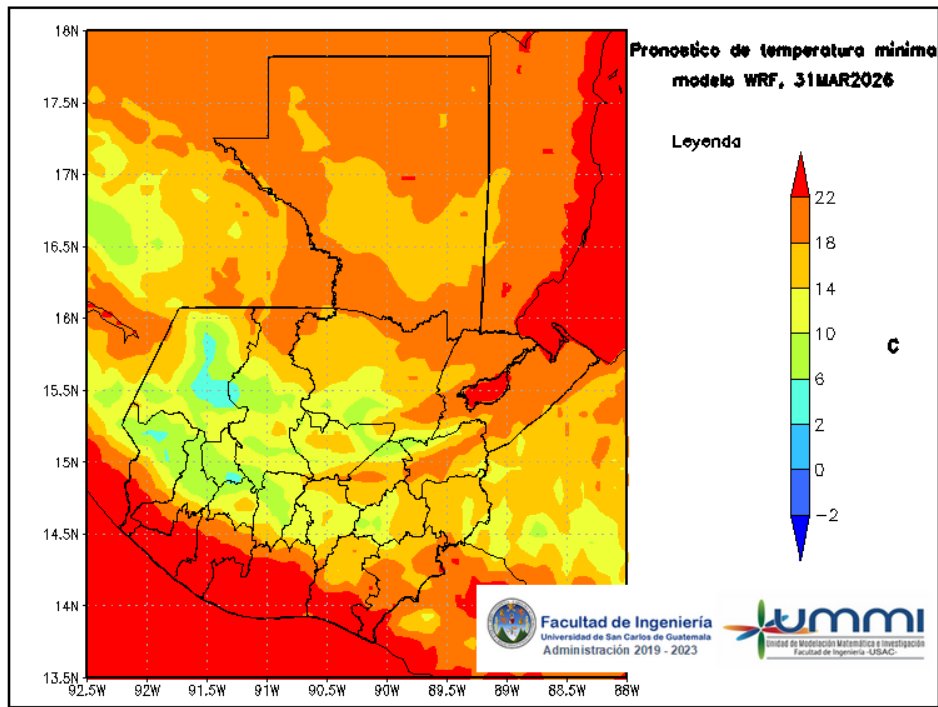 Pronostico de temperatura minima
modelo WRF, 31MAR2026
Leyenda
22
18
14
10
6
2
0
−2
C
18N
17.5N
17N
16.5N
16N
15.5N
15N
14.5N
14N
13.5N
92.5W
92W
91.5W
91W
90.5W
90W
89.5W
89W
88.5W
88W
Facultad de Ingeniería
Universidad de San Carlos de Guatemala
Administración 2019 - 2023
ummi
Unidad de Modelación Matemática e Investigación
Facultad de Ingeniería -USAC-